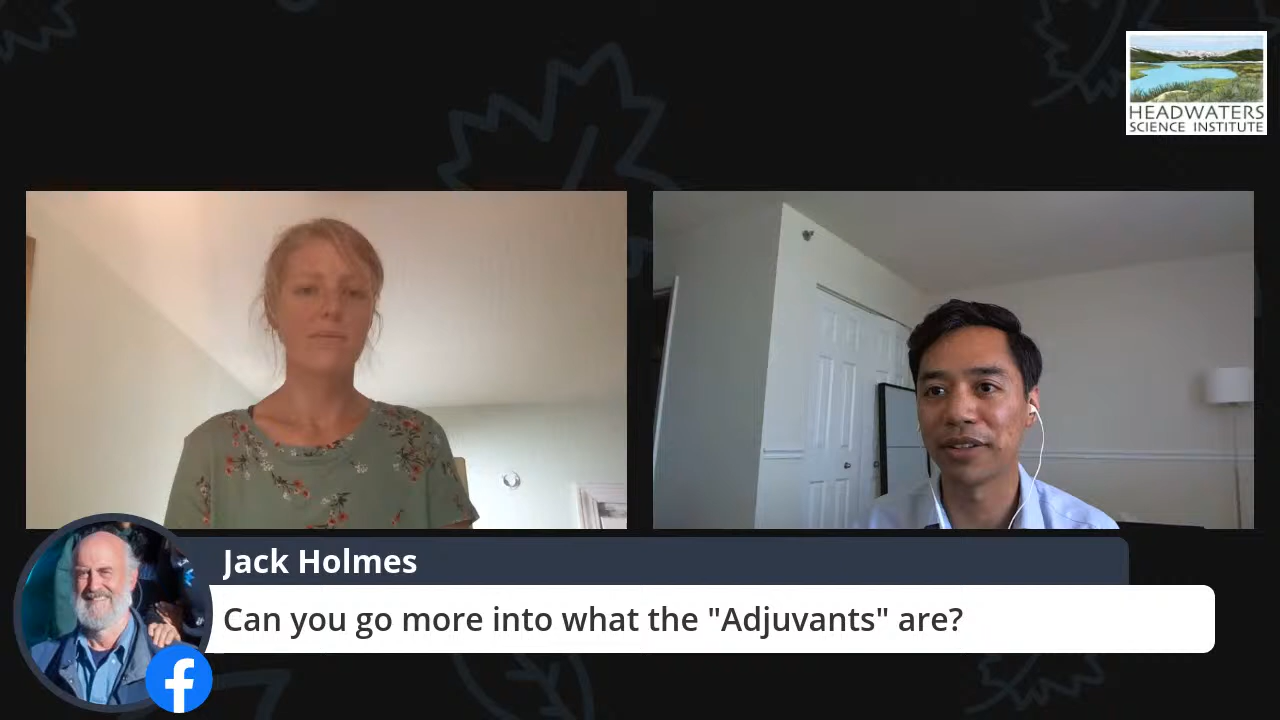 HEADWATERS
SCIENCE INSTITUTE
Jack Holmes
Can you go more into what the "Adjuvants" are?